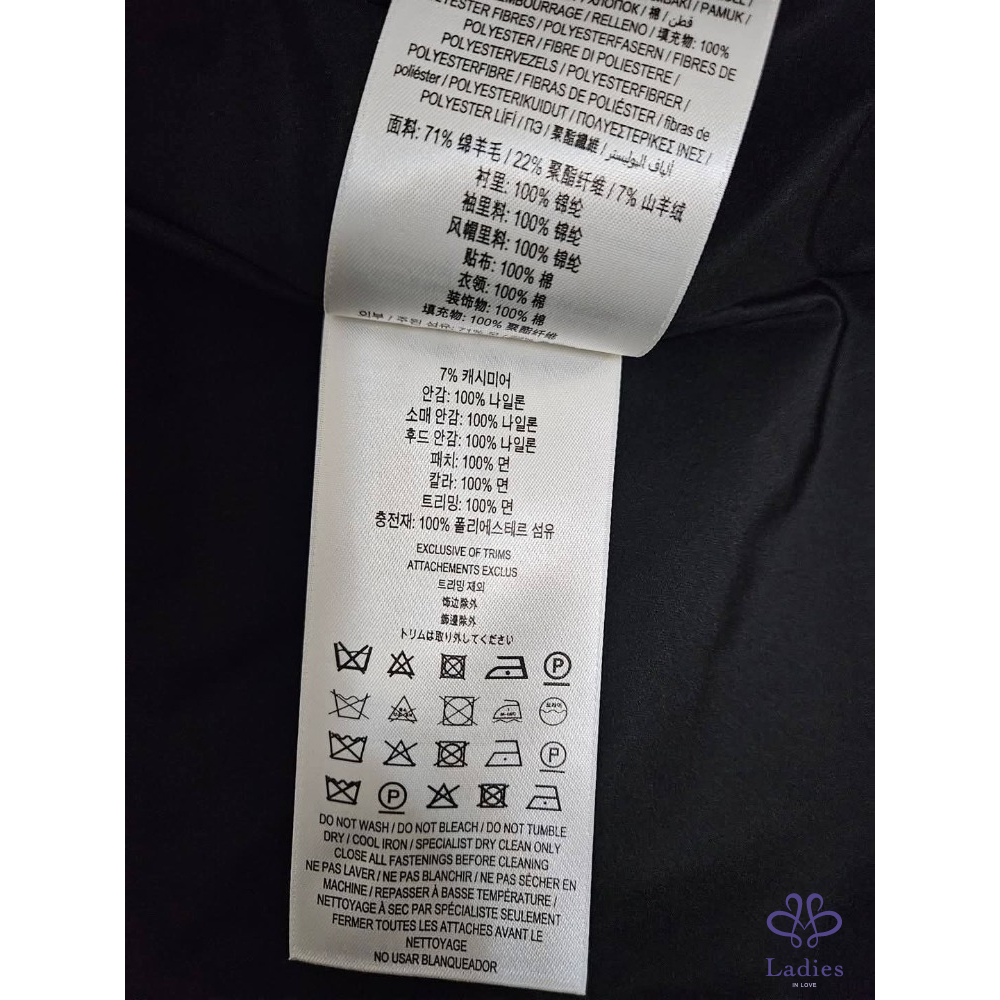 PAMUK /
EMBOURRAGE / RELLENO / 填充物: 100%
FIBRES / POLYESTERFASERN / FIBRES DE
POLYESTER / FIBRE DI POLIESTERE /
POLYESTERVEZELS / POLYESTERFIBRER /
POLYESTERFIBRE / FIBRAS DE POLIÉSTER / fibras de
poliéster / POLYESTERIKUIDUT / ΠΟΛΥΕΣΤΕΡΙΚΕΣ ΙΝΕΣ /
POLYESTER LİFİ / ПЭ / 聚酯纖維 / ألياف البوليستر
面料: 71% 绵羊毛 / 22% 聚酯纤维 / 7% 山羊绒
衬里: 100% 锦纶
袖里料: 100% 锦纶
风帽里料: 100% 锦纶
贴布: 100% 棉
衣领: 100% 棉
装饰物: 100% 棉
填充物: 100% 聚酯纤维
7% 캐시미어
안감: 100% 나일론
소매 안감: 100% 나일론
후드 안감: 100% 나일론
패치: 100% 면
칼라: 100% 면
트리밍: 100% 면
충전재: 100% 폴리에스테르 섬유
EXCLUSIVE OF TRIMS
ATTACHEMENTS EXCLUS
트리밍 제외
饰边除外
飾邊除外
トリムは取り外してください
P
드라이
P
P
DO NOT WASH / DO NOT BLEACH / DO NOT TUMBLE
DRY / COOL IRON / SPECIALIST DRY CLEAN ONLY
CLOSE ALL FASTENINGS BEFORE CLEANING
NE PAS LAVER / NE PAS BLANCHIR / NE PAS SÉCHER EN
MACHINE / REPASSER À BASSE TEMPÉRATURE /
NETTOYAGE À SEC PAR SPÉCIALISTE SEULEMENT
FERMER TOUTES LES ATTACHES AVANT LE
NETTOYAGE
NO USAR BLANQUEADOR
Ladies
IN LOVE